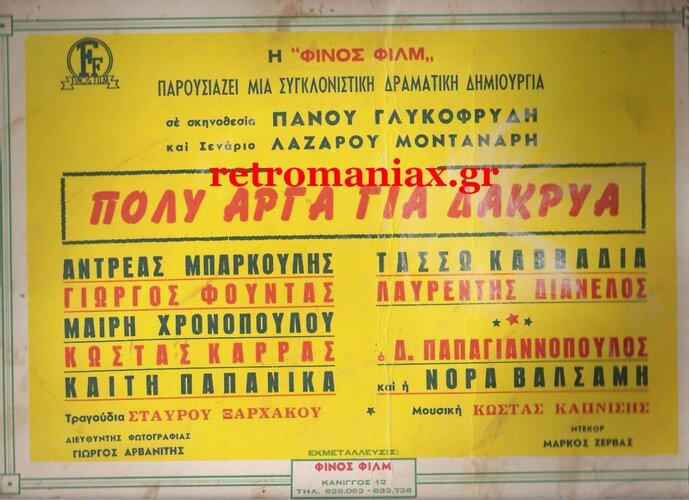 FF
FINOS FILM
Η "ΦΙΝΟΣ ΦΙΛΜ„
ΠΑΡΟΥΣΙΑΖΕΙ ΜΙΑ ΣΥΓΚΛΟΝΙΣΤΙΚΗ ΔΡΑΜΑΤΙΚΗ ΔΗΜΙΟΥΡΓΙΑ
σὲ σκηνοθεσία ΠΑΝΟΥ ΓΛΥΚΟΦΡΥΔΗ
καὶ Σενάριο ΛΑΖΑΡΟΥ ΜΟΝΤΑΝΑΡΗ
retromaniax.gr
ΠΟΛΥ ΑΡΓΑ ΓΙΑ ΔΑΚΡΥΑ
ΑΝΤΡΕΑΣ ΜΠΑΡΚΟΥΛΗΣ
ΓΙΩΡΓΟΣ ΦΟΥΝΤΑΣ
ΜΑΙΡΗ ΧΡΟΝΟΠΟΥΛΟΥ
ΚΩΣΤΑΣ ΚΑΡΡΑΣ
ΚΑΙΤΗ ΠΑΠΑΝΙΚΑ
ΤΑΣΣΩ ΚΑΒΒΑΔΙΑ
ΛΑΥΡΕΝΤΗΣ ΔΙΑΝΕΛΟΣ
ὁ Δ. ΠΑΠΑΓΙΑΝΝΟΠΟΥΛΟΣ
καὶ ἡ ΝΟΡΑ ΒΑΛΣΑΜΗ
Τραγούδια ΣΤΑΥΡΟΥ ΞΑΡΧΑΚΟΥ
Μουσικὴ ΚΩΣΤΑΣ ΚΑΠΝΙΣΗΣ
ΔΙΕΥΘΥΝΤΗΣ ΦΩΤΟΓΡΑΦΙΑΣ
ΓΙΩΡΓΟΣ ΑΡΒΑΝΙΤΗΣ
ΝΤΕΚΟΡ
ΜΑΡΚΟΣ ΖΕΡΒΑΣ
ΕΚΜΕΤΑΛΛΕΥΣΙΣ:
ΦΙΝΟΣ ΦΙΛΜ
ΚΑΝΙΓΓΟΣ 12
ΤΗΛ. 629.062 - 632.726